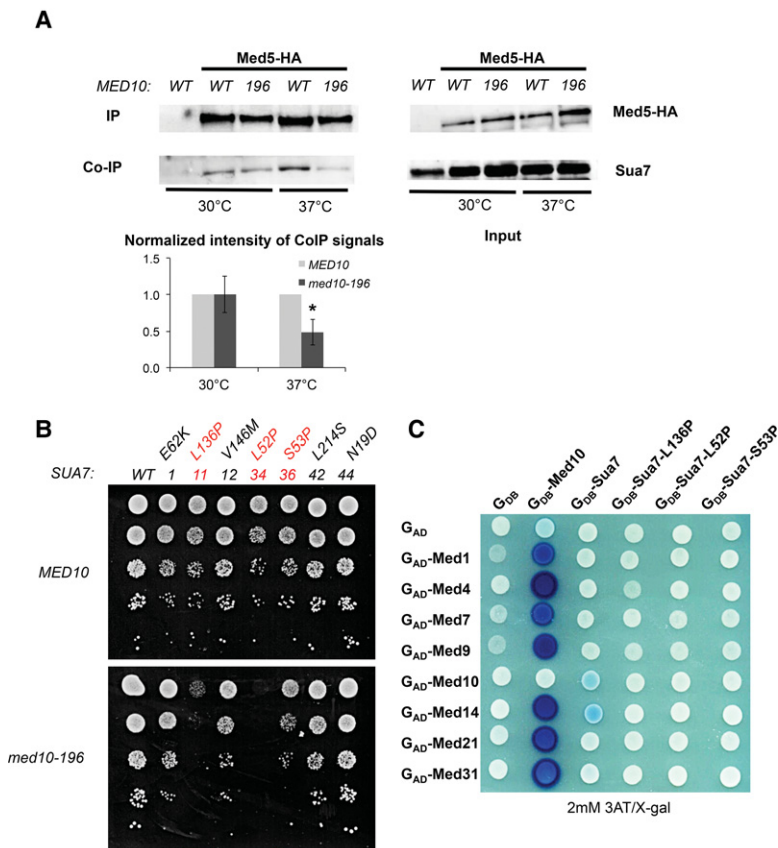 A
Med5-HA
MED10: WT WT 196 WT 196
IP
Co-IP
30°C 37°C
Med5-HA
WT WT 196 WT 196
Med5-HA
Sua7
30°C 37°C
Input
Normalized intensity of CoIP signals
MED10
med10-196
1.0
0.5
0.0
*
30°C 37°C
B
E62K L136P V146M L52P S53P L214S N19D
SUA7: WT 1 11 12 34 36 42 44
MED10
med10-196
C
GDB GDB-Med10 GDB-Sua7 GDB-Sua7-L136P GDB-Sua7-L52P GDB-Sua7-S53P
GAD
GAD-Med1
GAD-Med4
GAD-Med7
GAD-Med9
GAD-Med10
GAD-Med14
GAD-Med21
GAD-Med31
2mM 3AT/X-gal